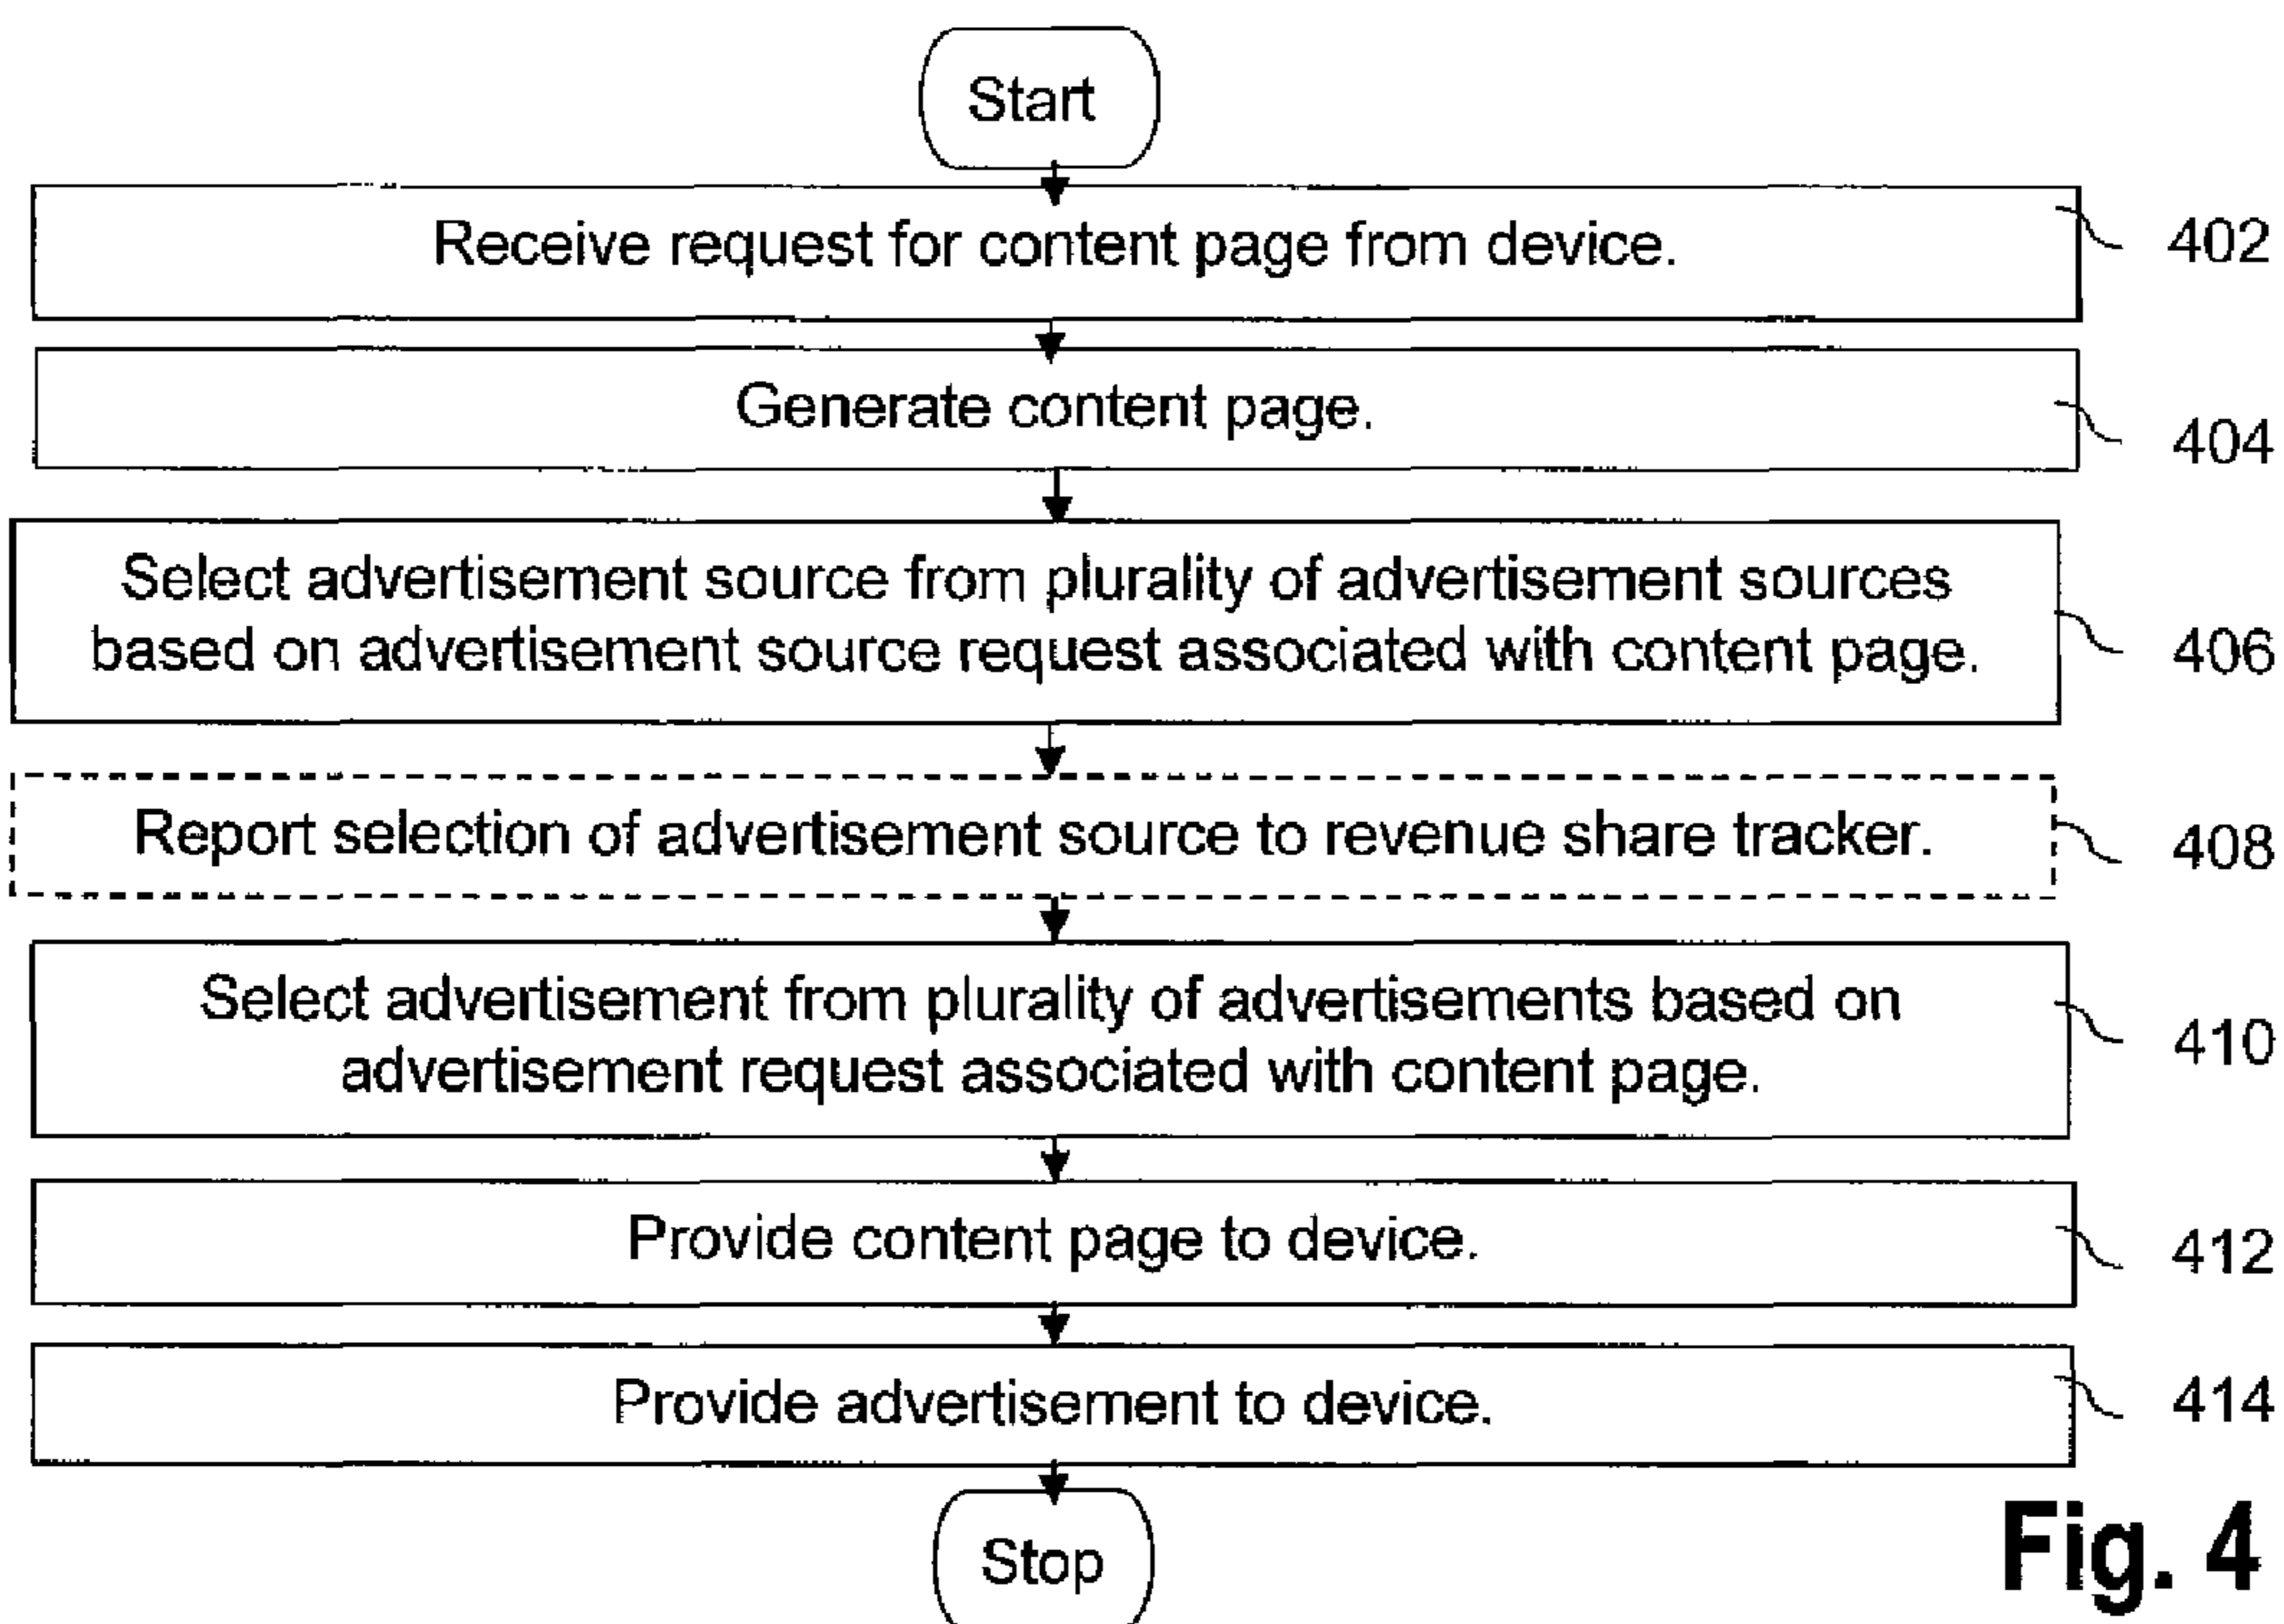 Start
Receive request for content page from device.
402
Generate content page.
404
Select advertisement source from plurality of advertisement sources
based on advertisement source request associated with content page.
406
Report selection of advertisement source to revenue share tracker.
408
Select advertisement from plurality of advertisements based on
advertisement request associated with content page.
410
Provide content page to device.
412
Provide advertisement to device.
414
Stop
Fig. 4